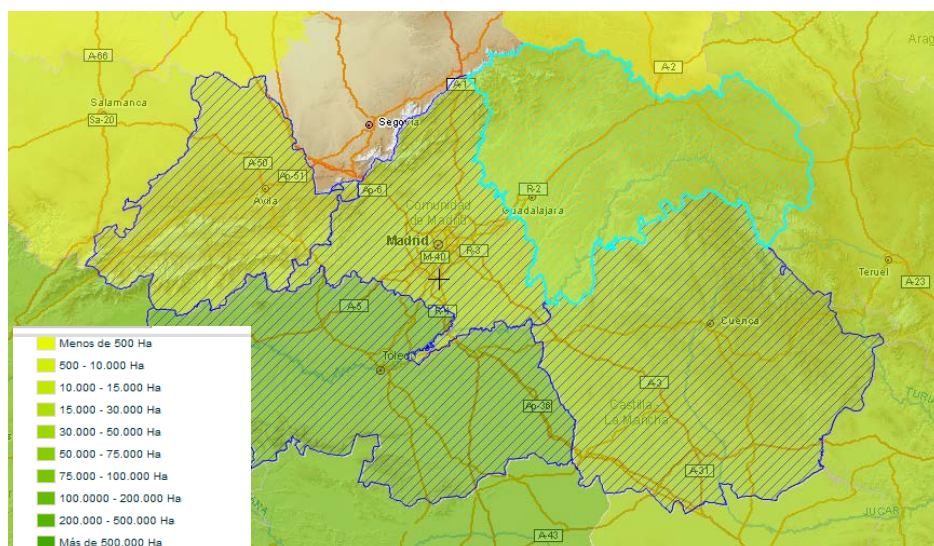 A-66
A-2
Arag
A-1
Salamanca
Sa-20
Segovia
A-50
Ap-51
Ap-6
R-2
Avila
Comunidad
de Madrid
Guadalajara
Madrid
R-3
M-40
Teruel
A-23
A-5
Cuenca
Toledo
A-3
Ap-36
Castilla -
La Mancha
TURI
A-31
JUCAR
A-43
Menos de 500 Ha
500 - 10.000 Ha
10.000 - 15.000 Ha
15.000 - 30.000 Ha
30.000 - 50.000 Ha
50.000 - 75.000 Ha
75.000 - 100.000 Ha
100.0000 - 200.000 Ha
200.000 - 500.000 Ha
Más de 500.000 Ha